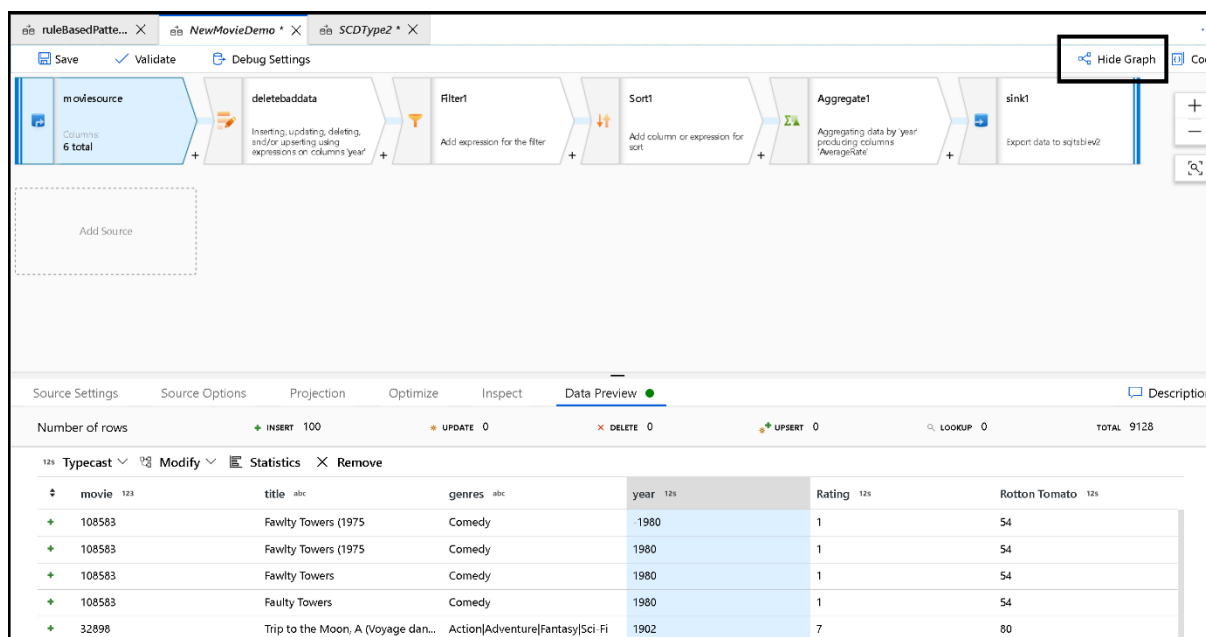 ruleBasedPatte... NewMovieDemo * SCDType2 *
Save Validate Debug Settings Hide Graph
moviesource deletebaddata Filter1 Sort1 Aggregate1 sink1
Columns:
6 total
Inserting, updating, deleting,
and/or upserting using
expressions on columns 'year'
Add expression for the filter
Add column or expression for
sort
Aggregating data by 'year'
producing columns
'AverageRate'
Export data to sqltablev2
Add Source
Source Settings Source Options Projection Optimize Inspect Data Preview Description
Number of rows + INSERT 100 * UPDATE 0 × DELETE 0 *+ UPSERT 0 LOOKUP 0 TOTAL 9128
12s Typecast Modify Statistics Remove
movie 123 title abc genres abc year 12s Rating 12s Rotton Tomato 12s
+ 108583 Fawlty Towers (1975 Comedy -1980 1 54
+ 108583 Fawlty Towers (1975 Comedy 1980 1 54
+ 108583 Fawlty Towers Comedy 1980 1 54
+ 108583 Faulty Towers Comedy 1980 1 54
+ 32898 Trip to the Moon, A (Voyage dan... Action|Adventure|Fantasy|Sci-Fi 1902 7 80